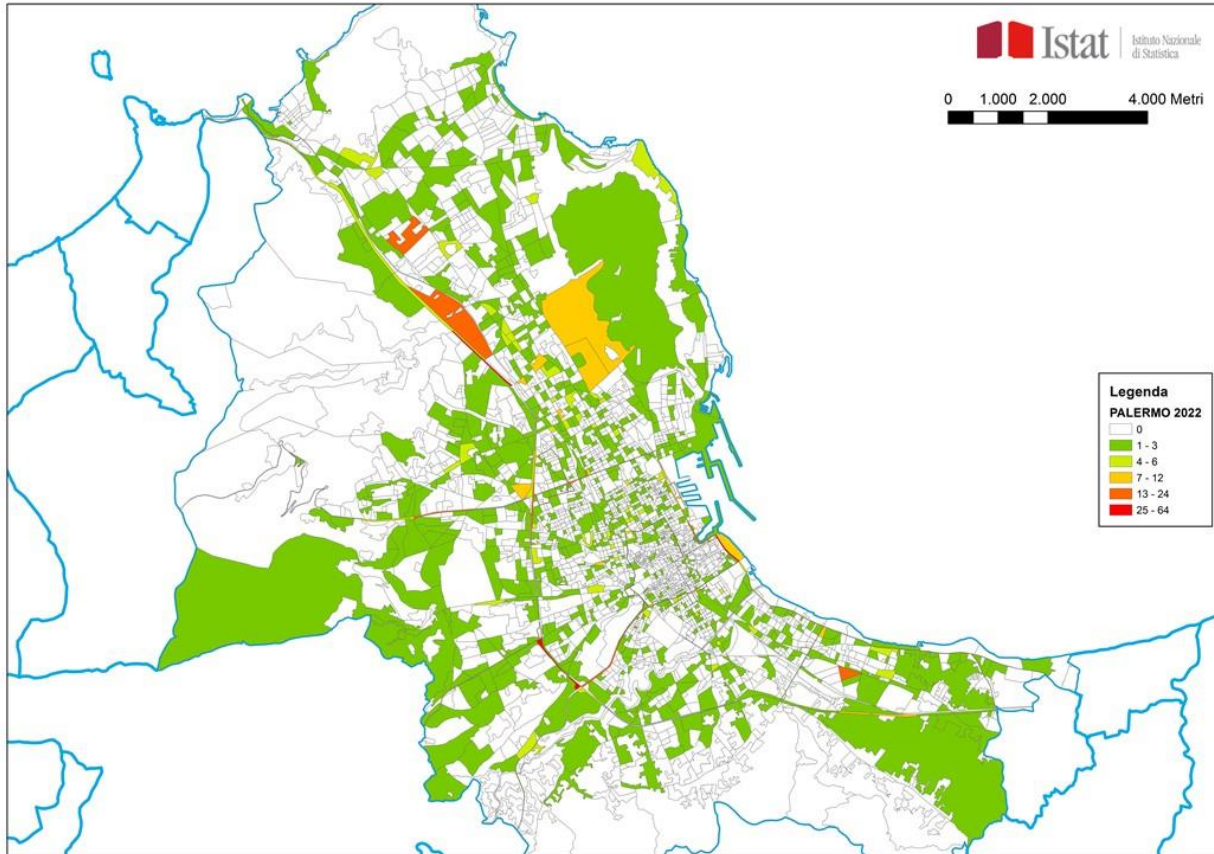 Istat
Istituto Nazionale
di Statistica
0 1.000 2.000 4.000 Metri
Legenda
PALERMO 2022
0
1 - 3
4 - 6
7 - 12
13 - 24
25 - 64